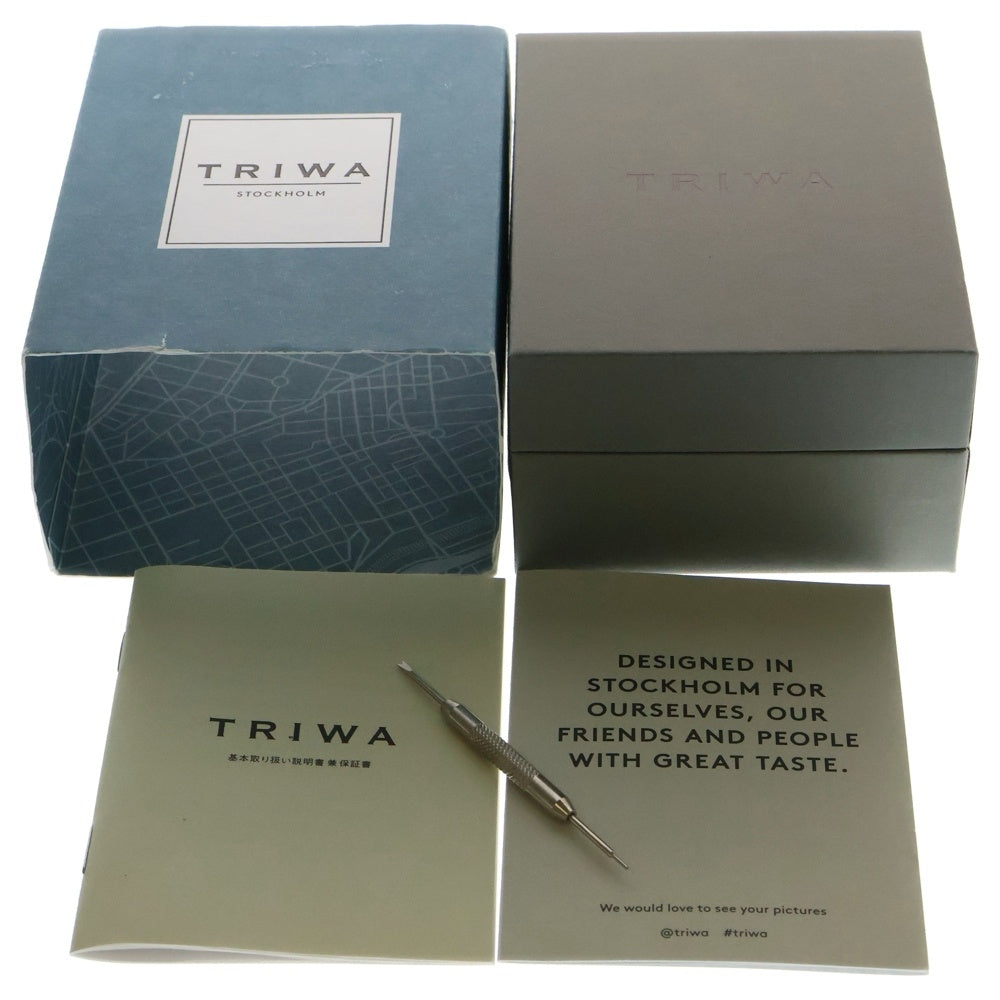 TRIWA
STOCKHOLM
TRIWA
TRIWA
基本取り扱い説明書兼保証書
DESIGNED IN
STOCKHOLM FOR
OURSELVES, OUR
FRIENDS AND PEOPLE
WITH GREAT TASTE.
We would love to see your pictures
@triwa #triwa